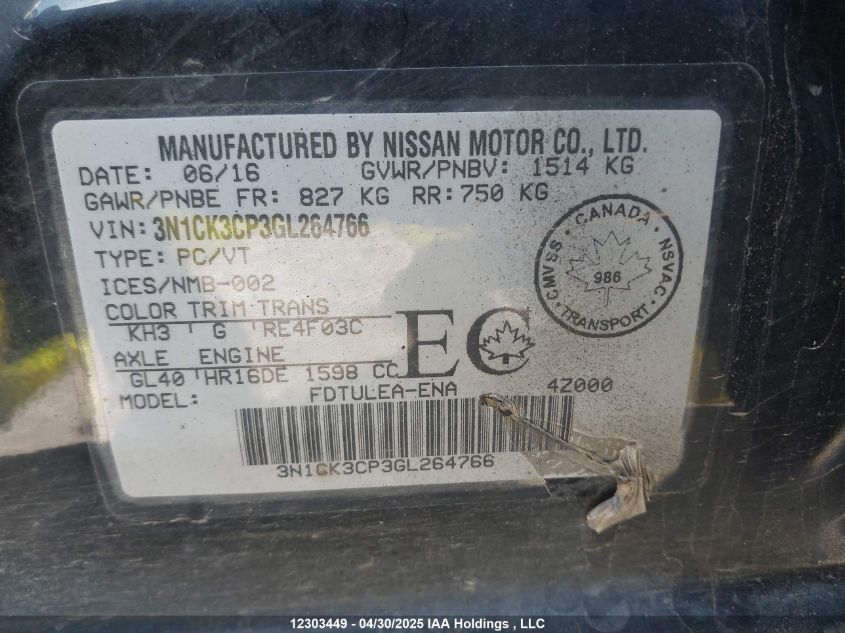 MANUFACTURED BY NISSAN MOTOR CO., LTD.
DATE: 06/16 GVWR/PNBV: 1514 KG
GAWR/PNBE FR: 827 KG RR: 750 KG
VIN: 3N1CK3CP3GL264766
TYPE: PC/VT
ICES/NMB-002
COLOR TRIM TRANS
KH3 G RE4F03C
AXLE ENGINE
GL40 HR16DE 1598 CC
EC
MODEL: FDTULEA-ENA 4Z000
3N1CK3CP3GL264766
CANADA
CMVSS NSVAC
986
TRANSPORT
12303449 - 04/30/2025 IAA Holdings , LLC